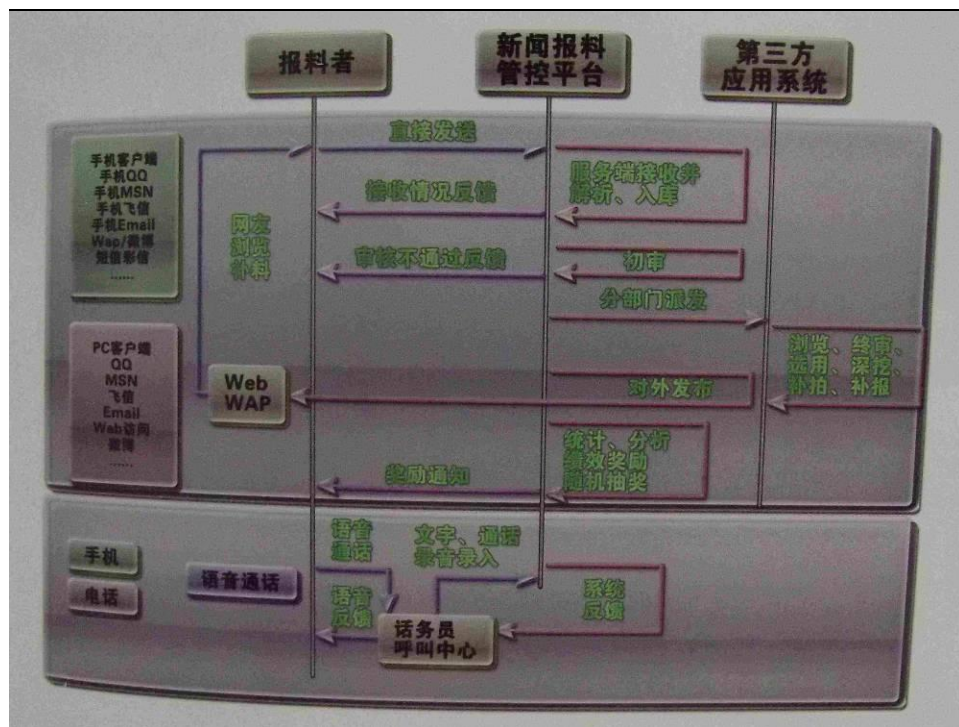 报料者
新闻报料
管控平台
第三方
应用系统
手机客户端
手机QQ
手机MSN
手机飞信
手机Email
Wap/微博
短信彩信
......
直接发送
服务端接收并
解析、入库
接收情况反馈
网友
浏览
补料
审核不通过反馈
初审
分部门派发
PC客户端
QQ
MSN
飞信
Email
Web访问
微博
......
浏览、终审、
运用、深挖、
补拍、补报
Web
WAP
对外发布
统计、分析
绩效奖励
随机抽奖
奖励通知
手机
电话
语音通话
语音
通话
文字、通话
录音录入
语音
反馈
系统
反馈
话务员
呼叫中心